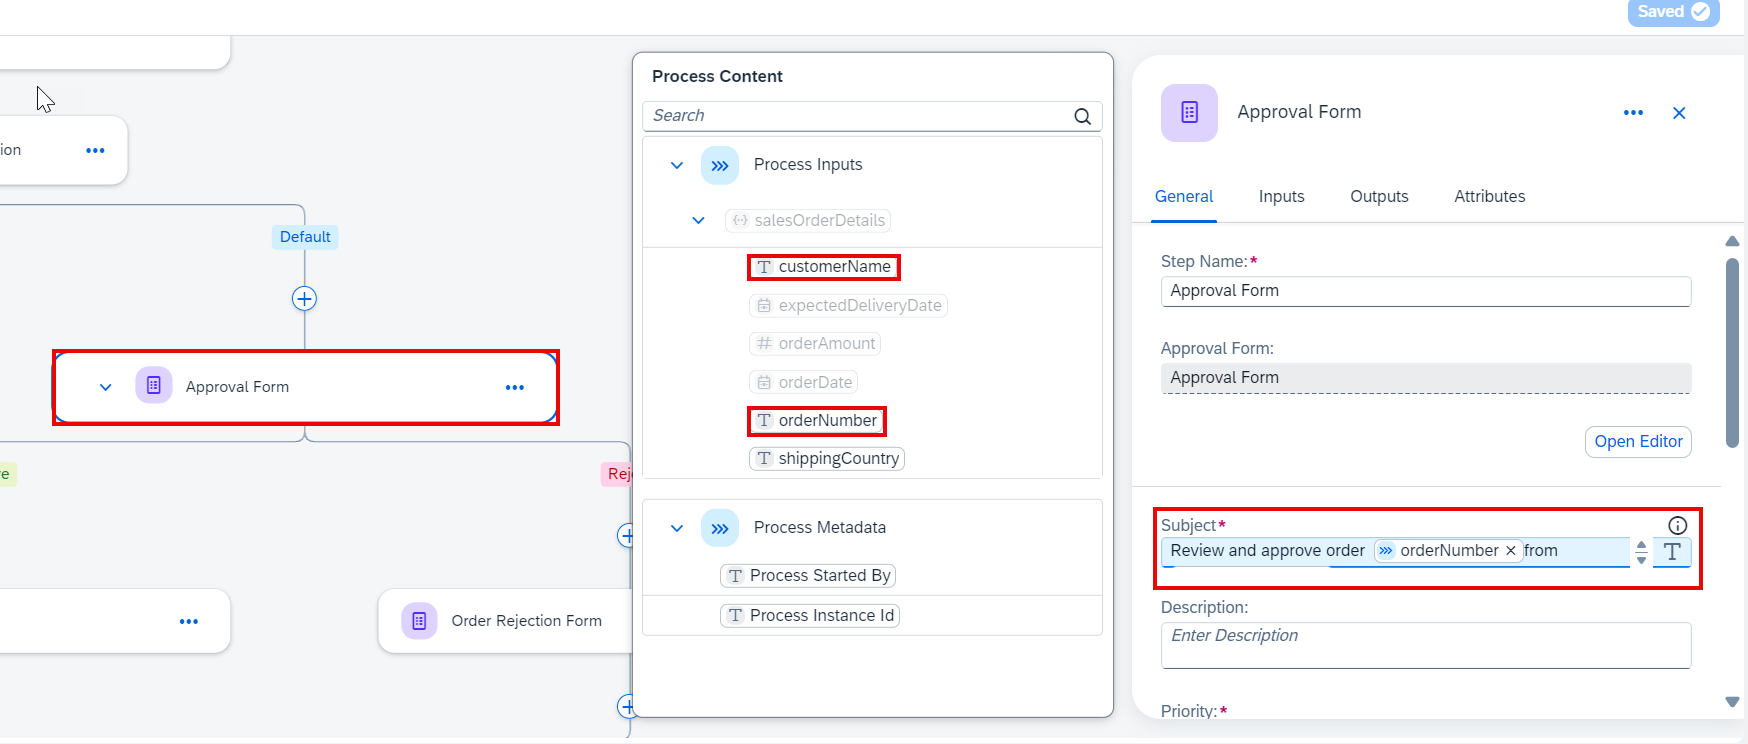 Saved
ion
Default
Approval Form
e
Rej
Order Rejection Form
Process Content
Search
Process Inputs
salesOrderDetails
customerName
expectedDeliveryDate
orderAmount
orderDate
orderNumber
shippingCountry
Process Metadata
Process Started By
Process Instance Id
Approval Form
General Inputs Outputs Attributes
Step Name:*
Approval Form
Approval Form:
Approval Form
Open Editor
Subject*
Review and approve order orderNumber × from
Description:
Enter Description
Priority:*